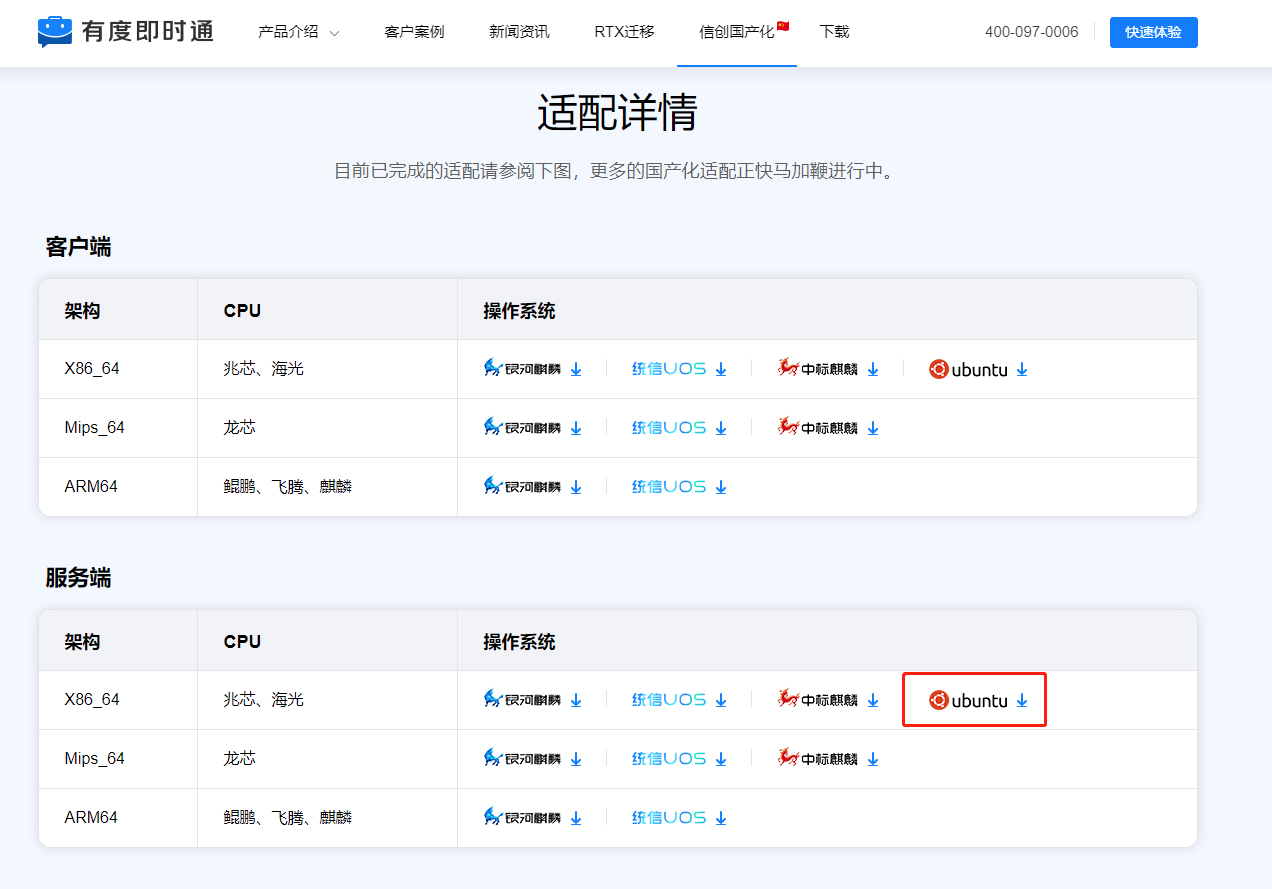 有度即时通 产品介绍 客户案例 新闻资讯 RTX迁移 信创国产化 下载 400-097-0006 快速体验
适配详情
目前已完成的适配请参阅下图，更多的国产化适配正快马加鞭进行中。
客户端
架构 CPU 操作系统
X86_64 兆芯、海光 银河麒麟 统信UOS 中标麒麟 ubuntu
Mips_64 龙芯 银河麒麟 统信UOS 中标麒麟
ARM64 鲲鹏、飞腾、麒麟 银河麒麟 统信UOS
服务端
架构 CPU 操作系统
X86_64 兆芯、海光 银河麒麟 统信UOS 中标麒麟 ubuntu
Mips_64 龙芯 银河麒麟 统信UOS 中标麒麟
ARM64 鲲鹏、飞腾、麒麟 银河麒麟 统信UOS